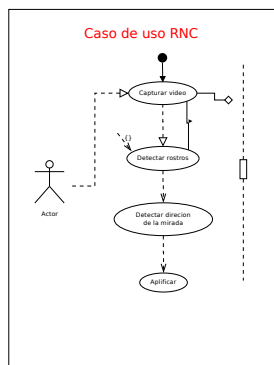 Caso de uso RNC
Capturar video
{}
Detectar rostros
Actor
Detectar direcion
de la mirada
Aplificar